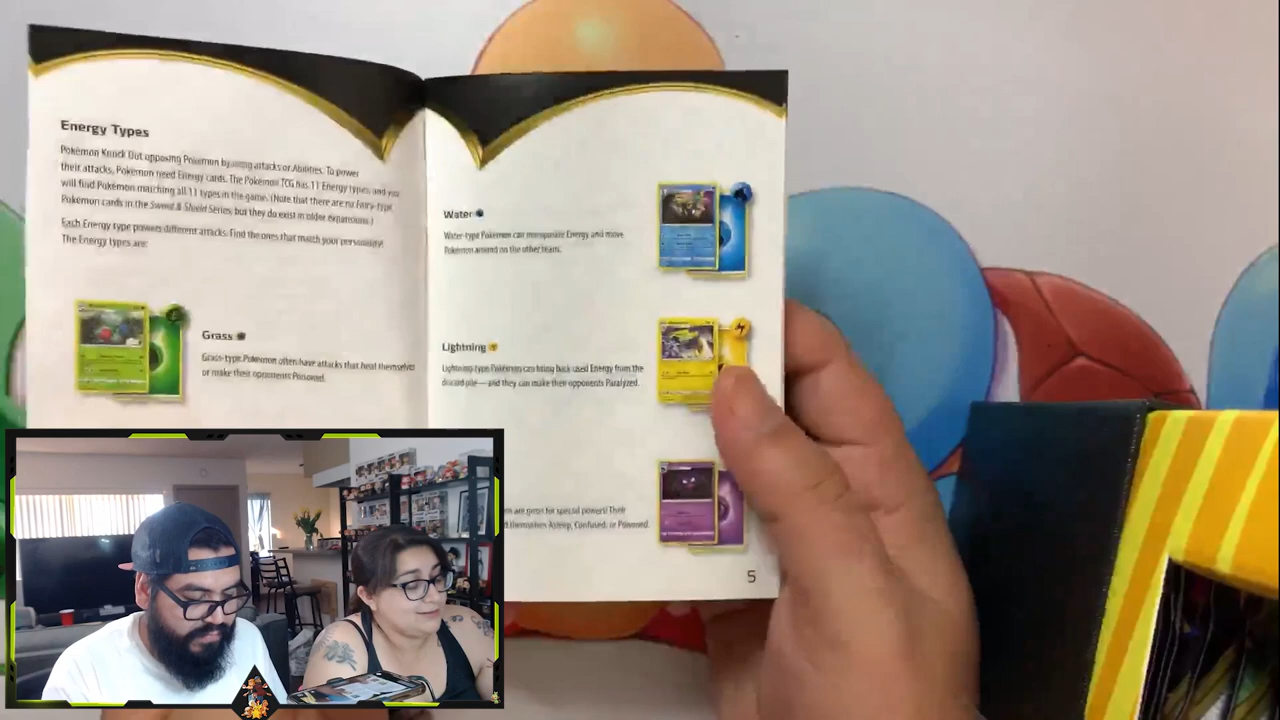 Energy Types
Pokémon Knock Out opposing Pokémon by using attacks or Abilities. To power
their attacks, Pokémon need Energy cards. The Pokémon TCG has 11 Energy types, and you
will find Pokémon matching all 11 types in the game. (Note that there are no Fairy-type
Pokémon cards in the Sword & Shield Series, but they do exist in older expansions.)
Each Energy type powers different attacks. Find the ones that match your personality!
The Energy types are:
Grass
Grass-type Pokémon often have attacks that heal themselves
or make their opponents Poisoned.
Water
Water-type Pokémon can manipulate Energy and move
Pokémon around on the other team.
Lightning
Lightning-type Pokémon can bring back used Energy from the
discard pile—and they can make their opponents Paralyzed.
are great for special powers! Their
themselves Asleep, Confused, or Poisoned.
5